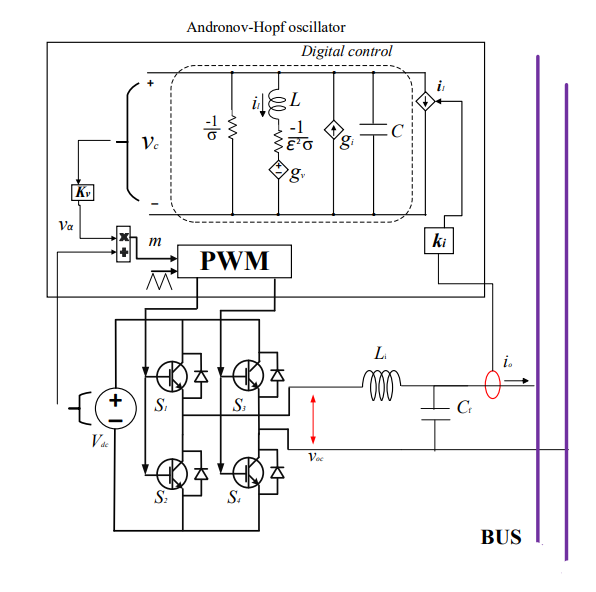 Andronov-Hopf oscillator
Digital control
+
i_l
L
i_i
-1
σ
-1
ε²σ
g_i
C
v_c
g_v
K_v
−
v_α
m
k_i
PWM
L_i
i_o
S_1
S_3
C_f
V_dc
v_oc
S_2
S_4
BUS